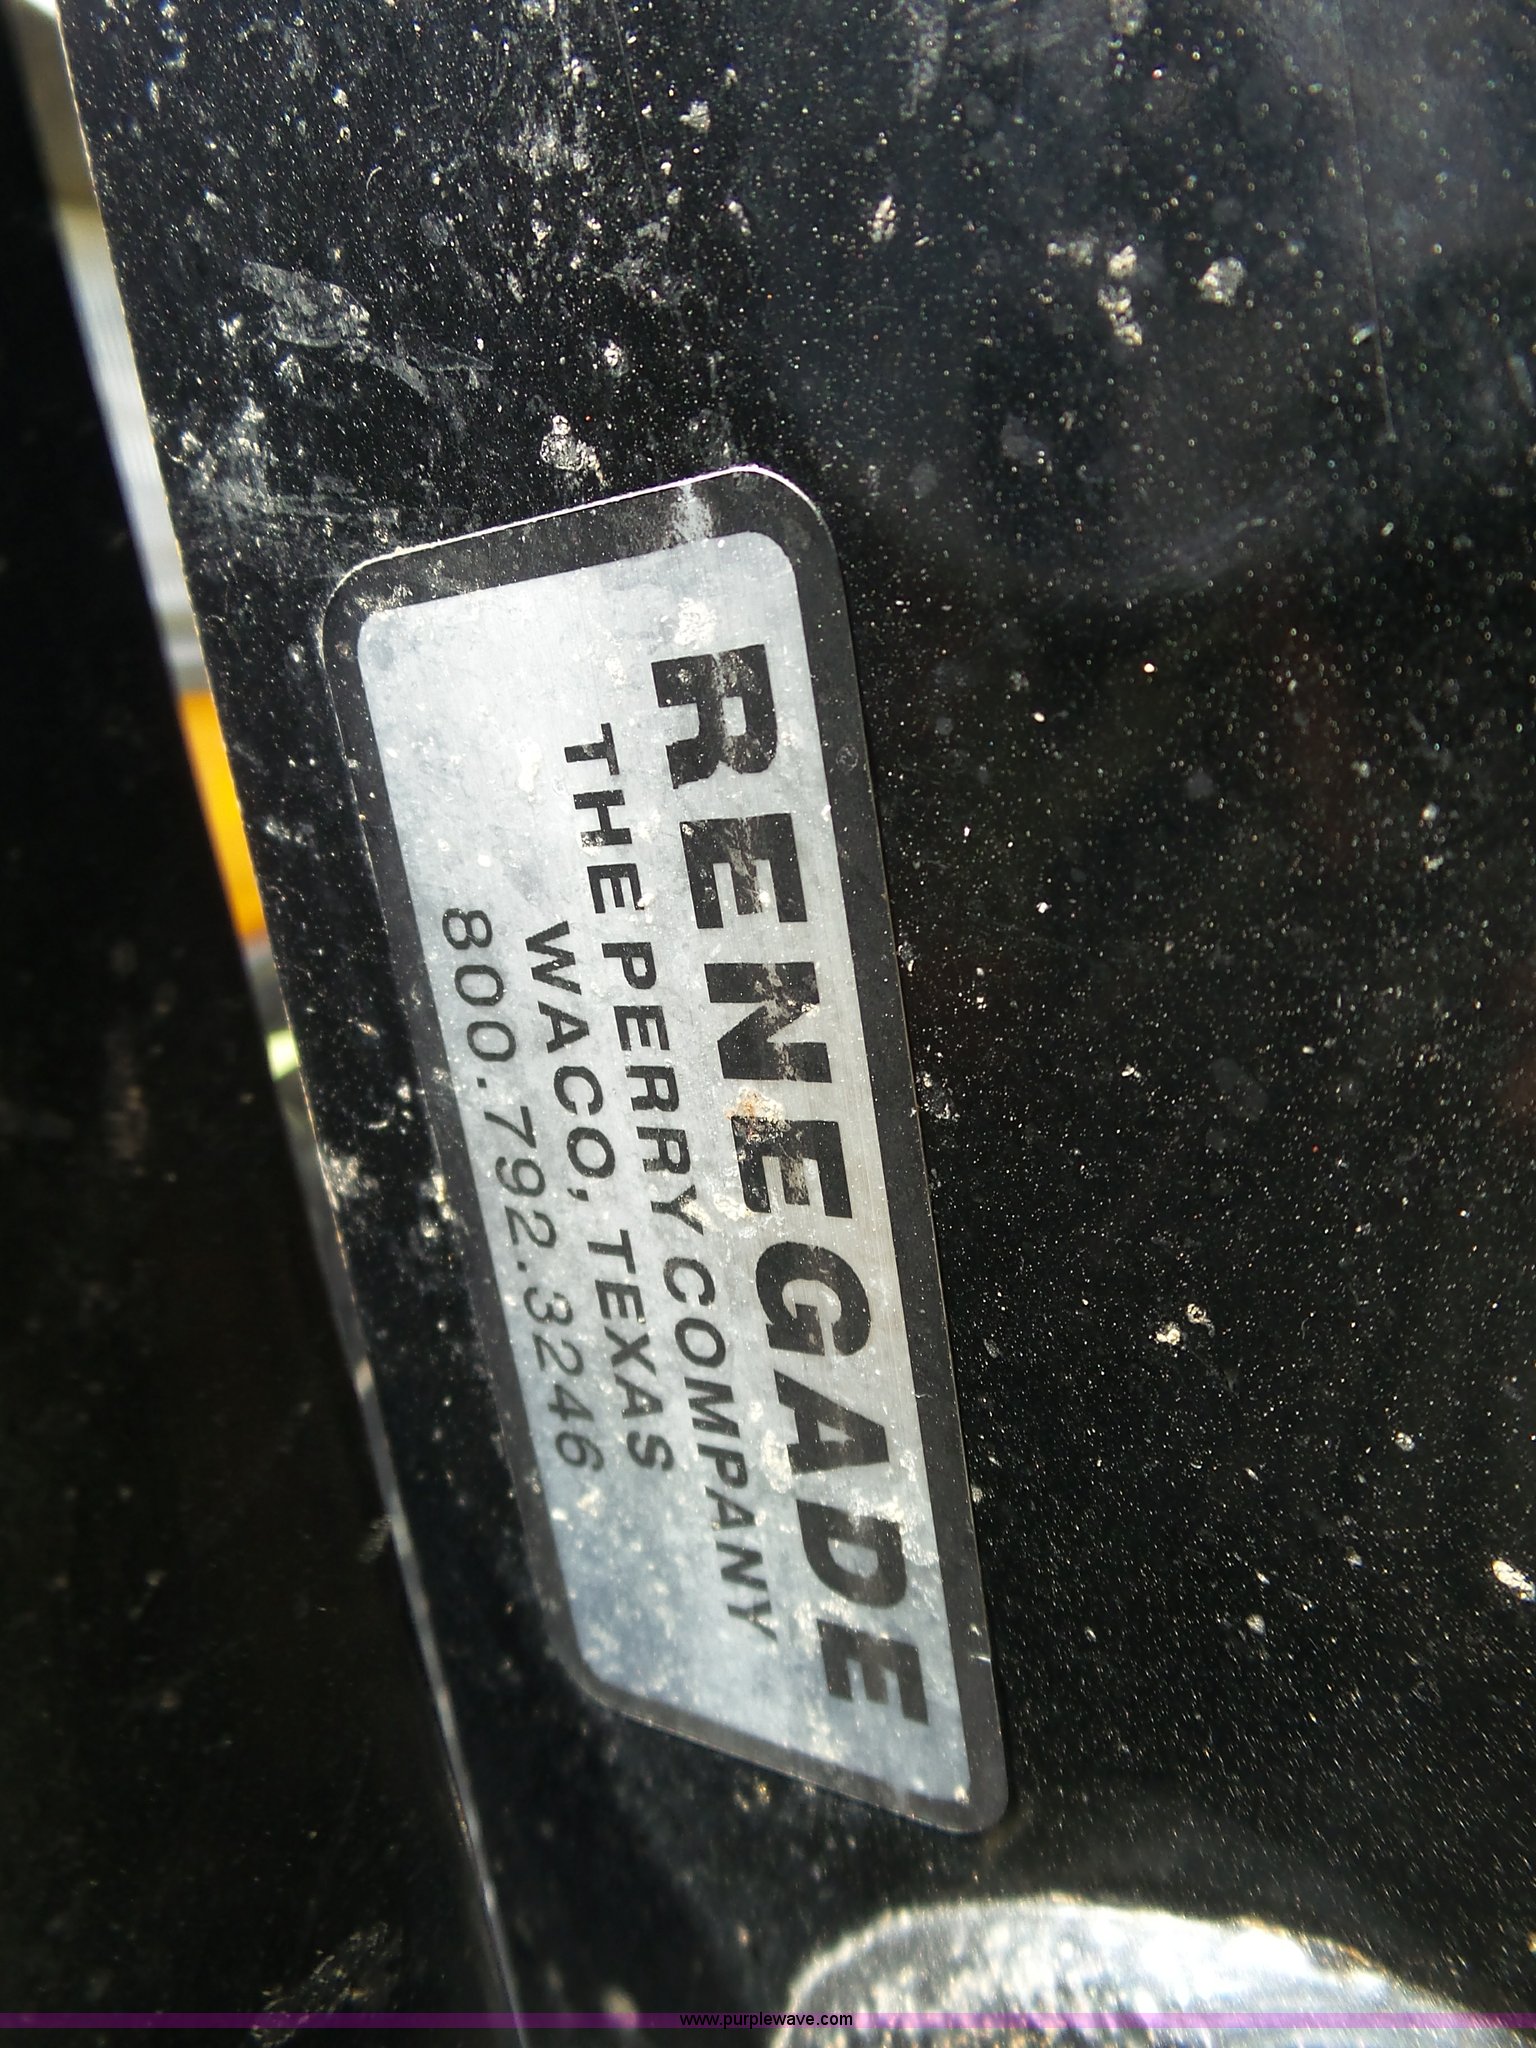 RENEGADE
THE PERRY COMPANY
WACO, TEXAS
800.792.3246
www.purplewave.com